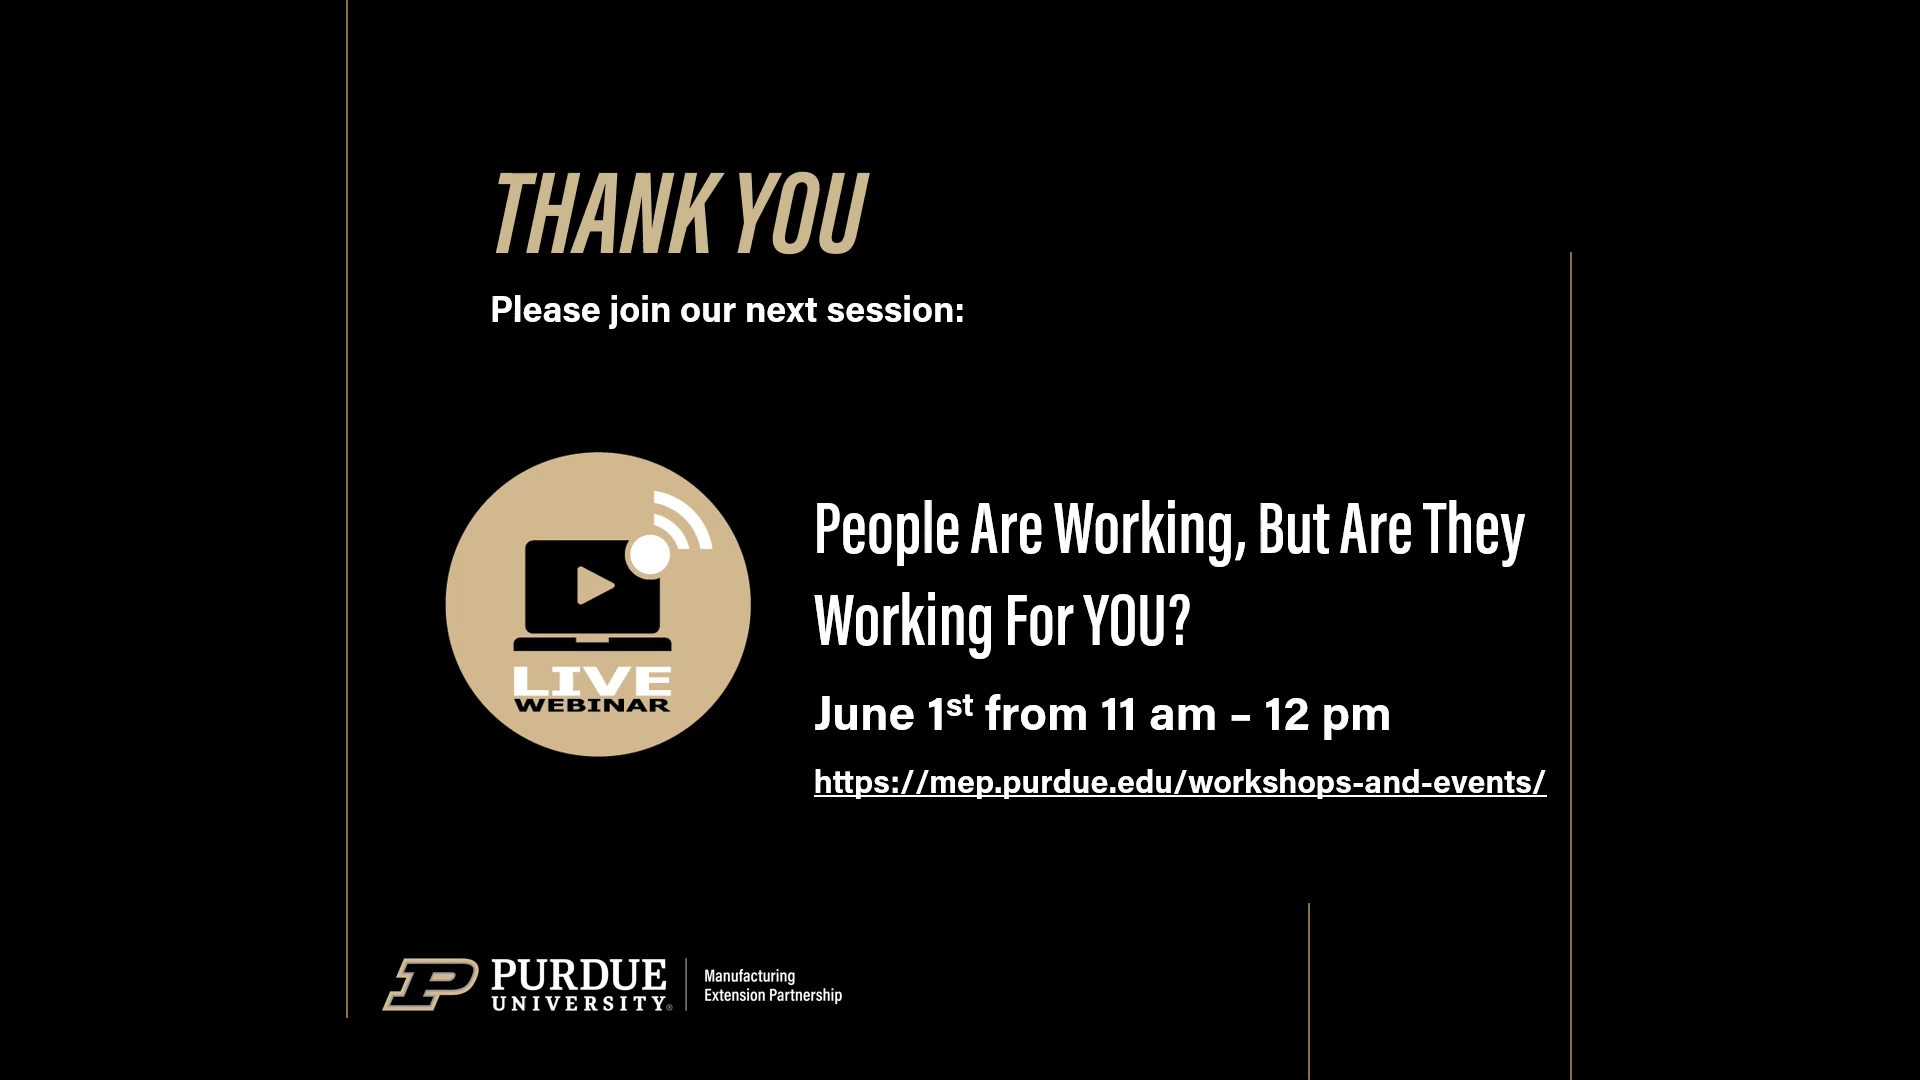 THANK YOU
Please join our next session:
People Are Working, But Are They
Working For YOU?
June 1st from 11 am – 12 pm
https://mep.purdue.edu/workshops-and-events/
LIVE
WEBINAR
PURDUE
UNIVERSITY®
Manufacturing
Extension Partnership